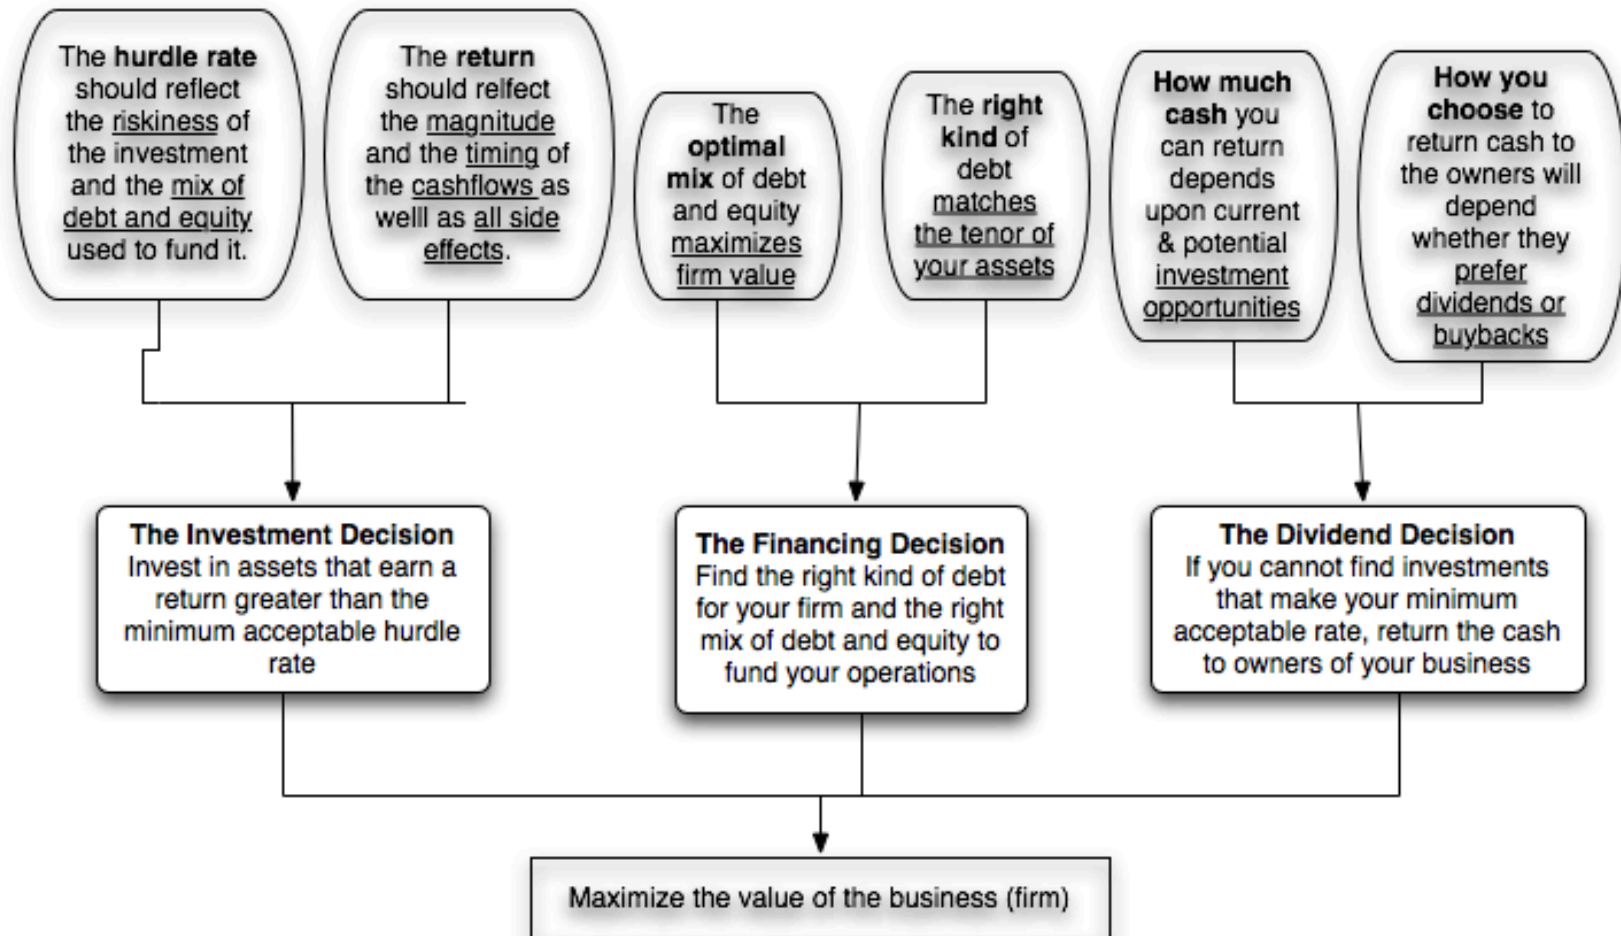 The hurdle rate
should reflect
the riskiness of
the investment
and the mix of
debt and equity
used to fund it.
The return
should relfect
the magnitude
and the timing of
the cashflows as
welll as all side
effects.
The
optimal
mix of debt
and equity
maximizes
firm value
The right
kind of
debt
matches
the tenor of
your assets
How much
cash you
can return
depends
upon current
& potential
investment
opportunities
How you
choose to
return cash to
the owners will
depend
whether they
prefer
dividends or
buybacks
The Investment Decision
Invest in assets that earn a
return greater than the
minimum acceptable hurdle
rate
The Financing Decision
Find the right kind of debt
for your firm and the right
mix of debt and equity to
fund your operations
The Dividend Decision
If you cannot find investments
that make your minimum
acceptable rate, return the cash
to owners of your business
Maximize the value of the business (firm)